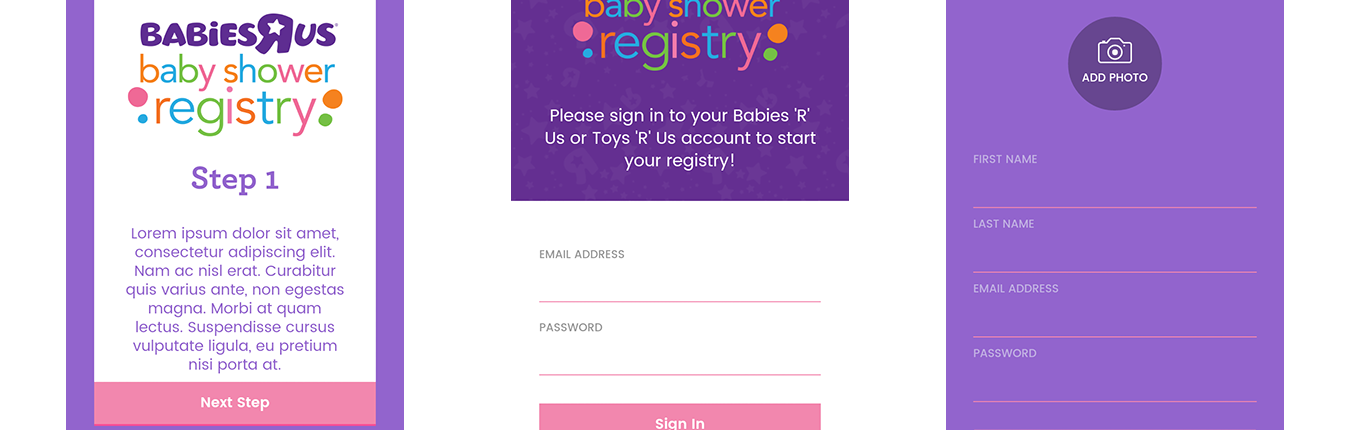 BABiES R US®
baby shower
registry
Step 1
Lorem ipsum dolor sit amet,
consectetur adipiscing elit.
Nam ac nisl erat. Curabitur
quis varius ante, non egestas
magna. Morbi at quam
lectus. Suspendisse cursus
vulputate ligula, eu pretium
nisi porta at.
Next Step
baby shower
registry
Please sign in to your Babies 'R'
Us or Toys 'R' Us account to start
your registry!
EMAIL ADDRESS
PASSWORD
Sign In
ADD PHOTO
FIRST NAME
LAST NAME
EMAIL ADDRESS
PASSWORD